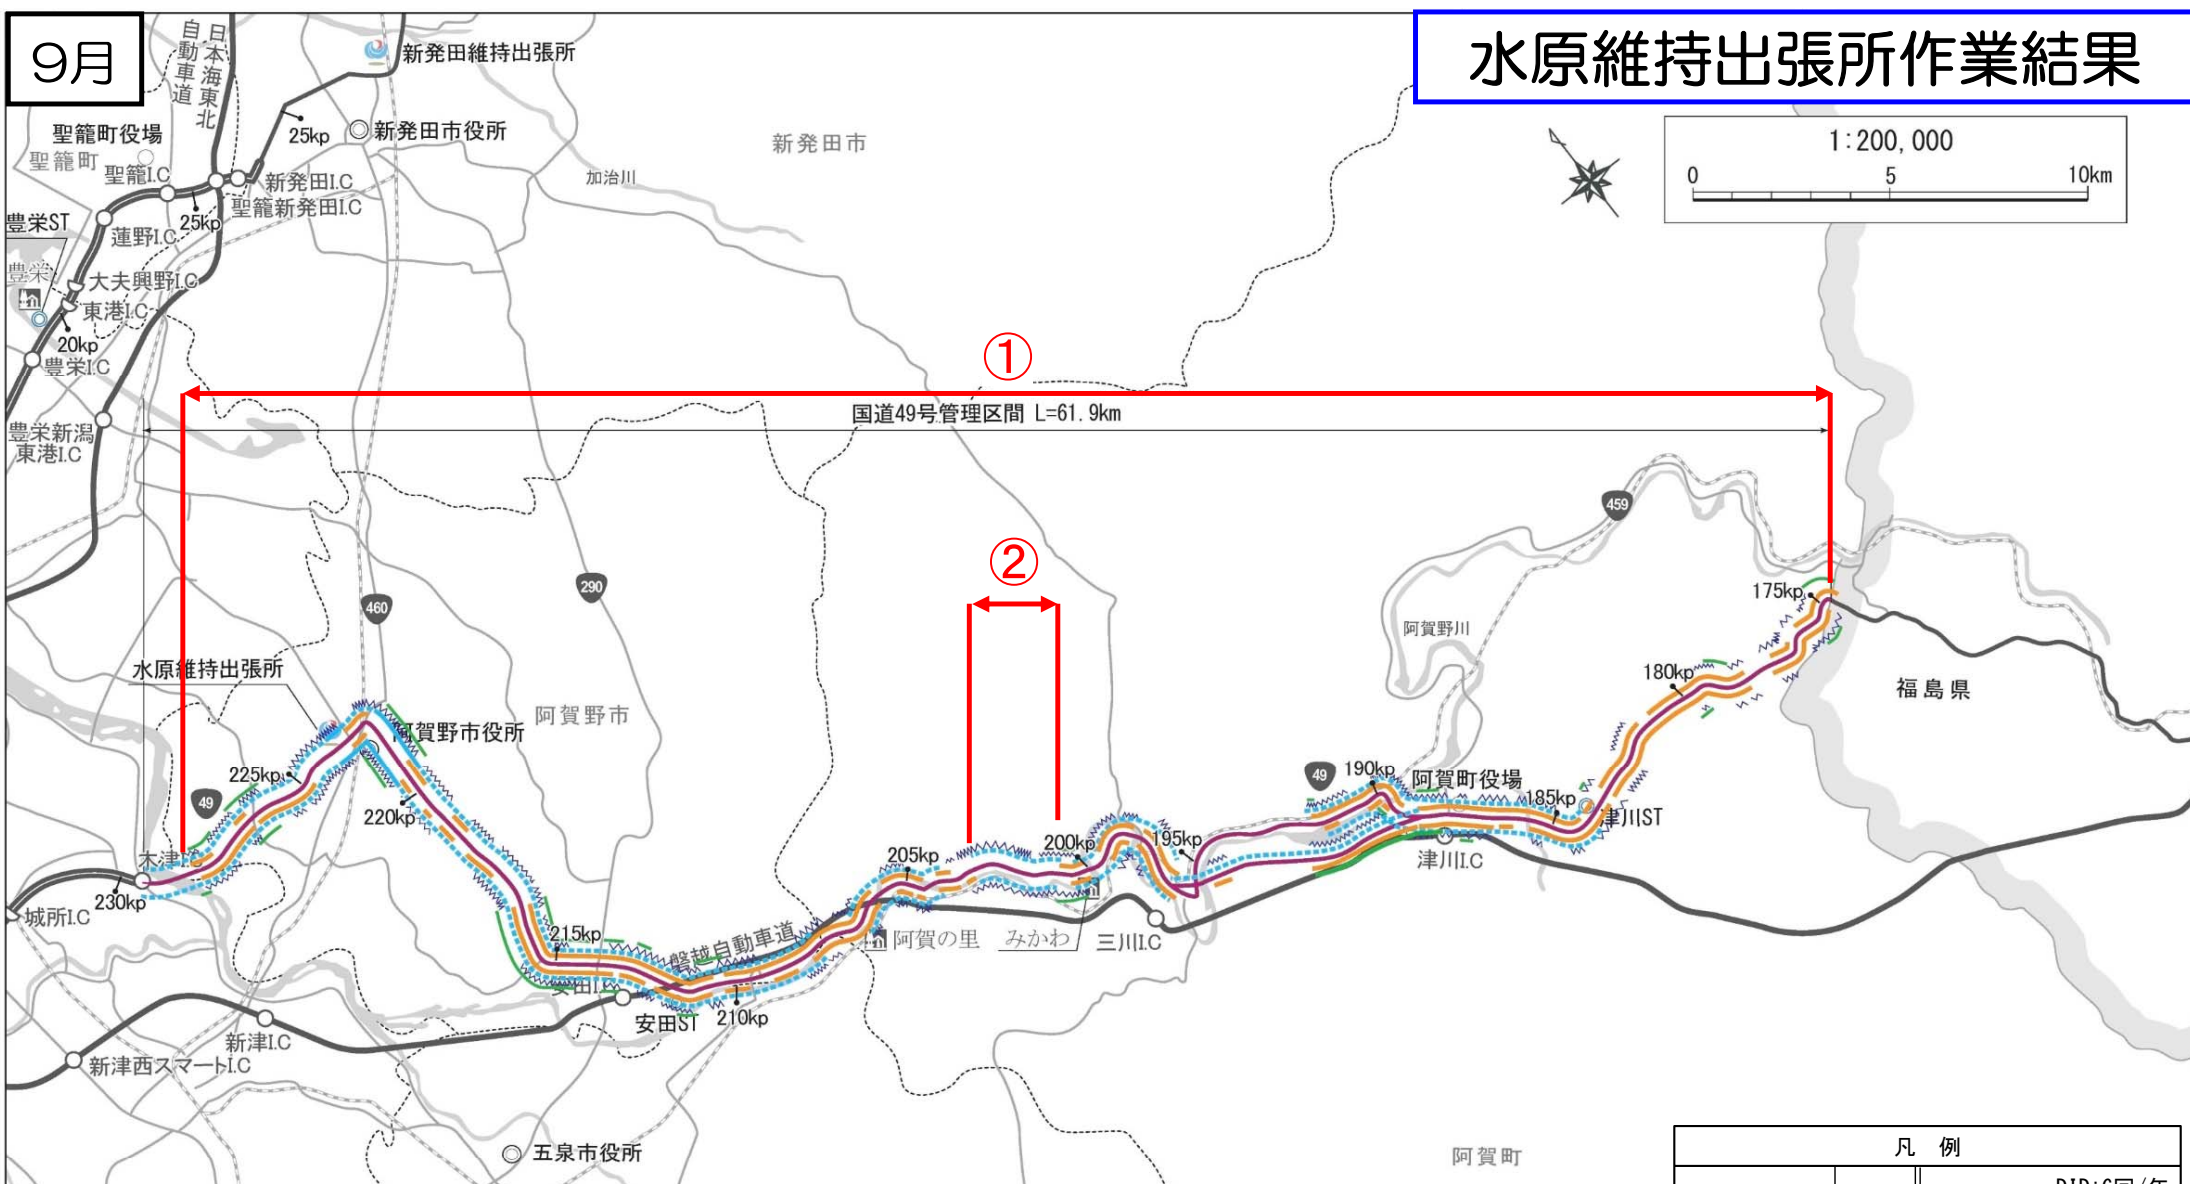 9月
水原維持出張所作業結果
日本海東北
自動車道
新発田維持出張所
1:200,000
0 5 10km
25kp
新発田市役所
新発田市
聖籠町役場
聖籠町
聖籠I.C
加治川
新発田I.C
聖籠新発田I.C
25kp
豊栄ST
蓮野I.C
豊栄
大夫興野I.C
東港I.C
20kp
豊栄I.C
①
国道49号管理区間 L=61.9km
豊栄新潟
東港I.C
459
②
290
460
175kp
阿賀野川
水原維持出張所
180kp
福島県
阿賀野市
阿賀野市役所
225kp
49
190kp
阿賀町役場
49
185kp
津川ST
220kp
195kp
200kp
205kp
木津I.C
津川I.C
230kp
城所I.C
215kp
磐越自動車道
阿賀の里
みかわ
三川I.C
安田I.C
安田ST
210kp
新津I.C
新津西スマートI.C
五泉市役所
阿賀町
凡 例
DID:6回/年